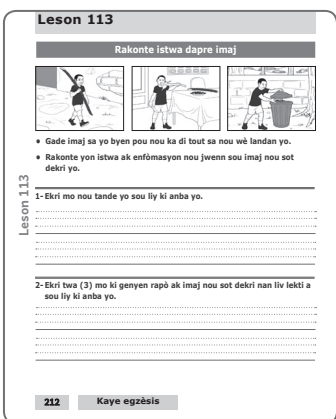 Leson 113
Rakonte istwa dapre imaj
• Gade imaj sa yo byen pou nou ka di tout sa nou wè landan yo.
• Rakonte yon istwa ak enfòmasyon nou jwenn sou imaj nou sot
dekri yo.
Leson 113
1- Ekri mo nou tande yo sou liy ki anba yo.
2- Ekri twa (3) mo ki genyen rapò ak imaj nou sot dekri nan liv lekti a
sou liy ki anba yo.
212 Kaye egzèsis